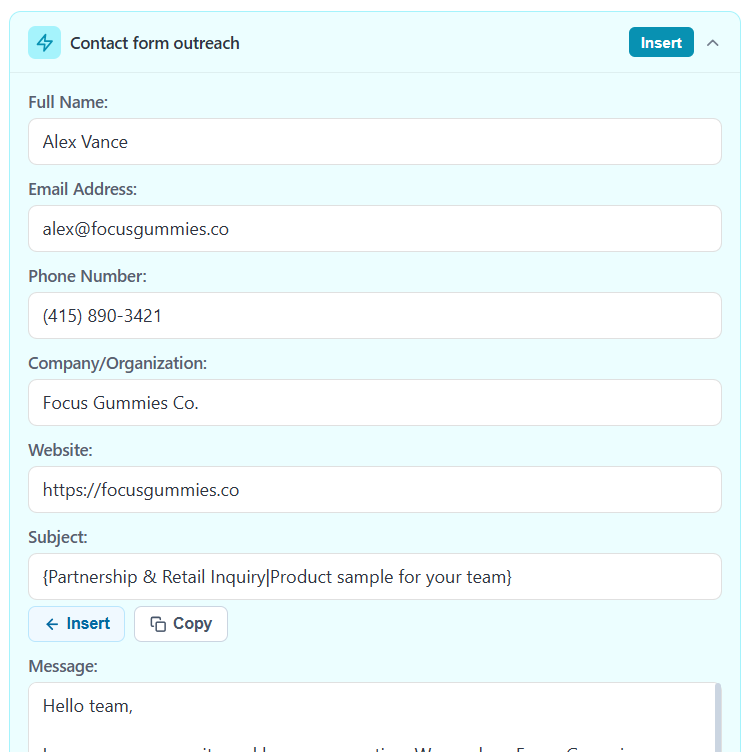 Contact form outreach
Insert
Full Name:
Alex Vance
Email Address:
alex@focusgummies.co
Phone Number:
(415) 890-3421
Company/Organization:
Focus Gummies Co.
Website:
https://focusgummies.co
Subject:
{Partnership & Retail Inquiry|Product sample for your team}
Insert
Copy
Message:
Hello team,